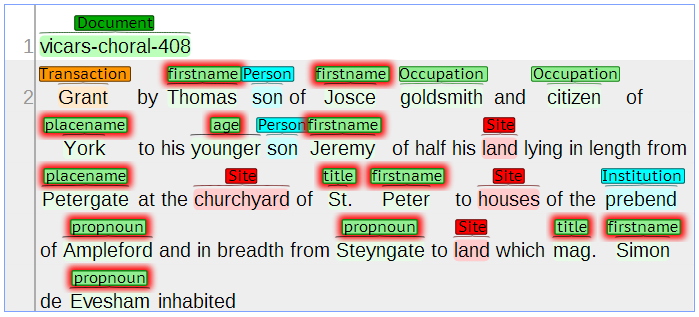 Document
1 vicars-choral-408
Transaction firstname Person firstname Occupation Occupation
2 Grant by Thomas son of Josce goldsmith and citizen of
placename age Person firstname Site
York to his younger son Jeremy of half his land lying in length from
placename Site title firstname Site Institution
Petergate at the churchyard of St. Peter to houses of the prebend
propnoun propnoun Site title firstname
of Ampleford and in breadth from Steyngate to land which mag. Simon
propnoun
de Evesham inhabited